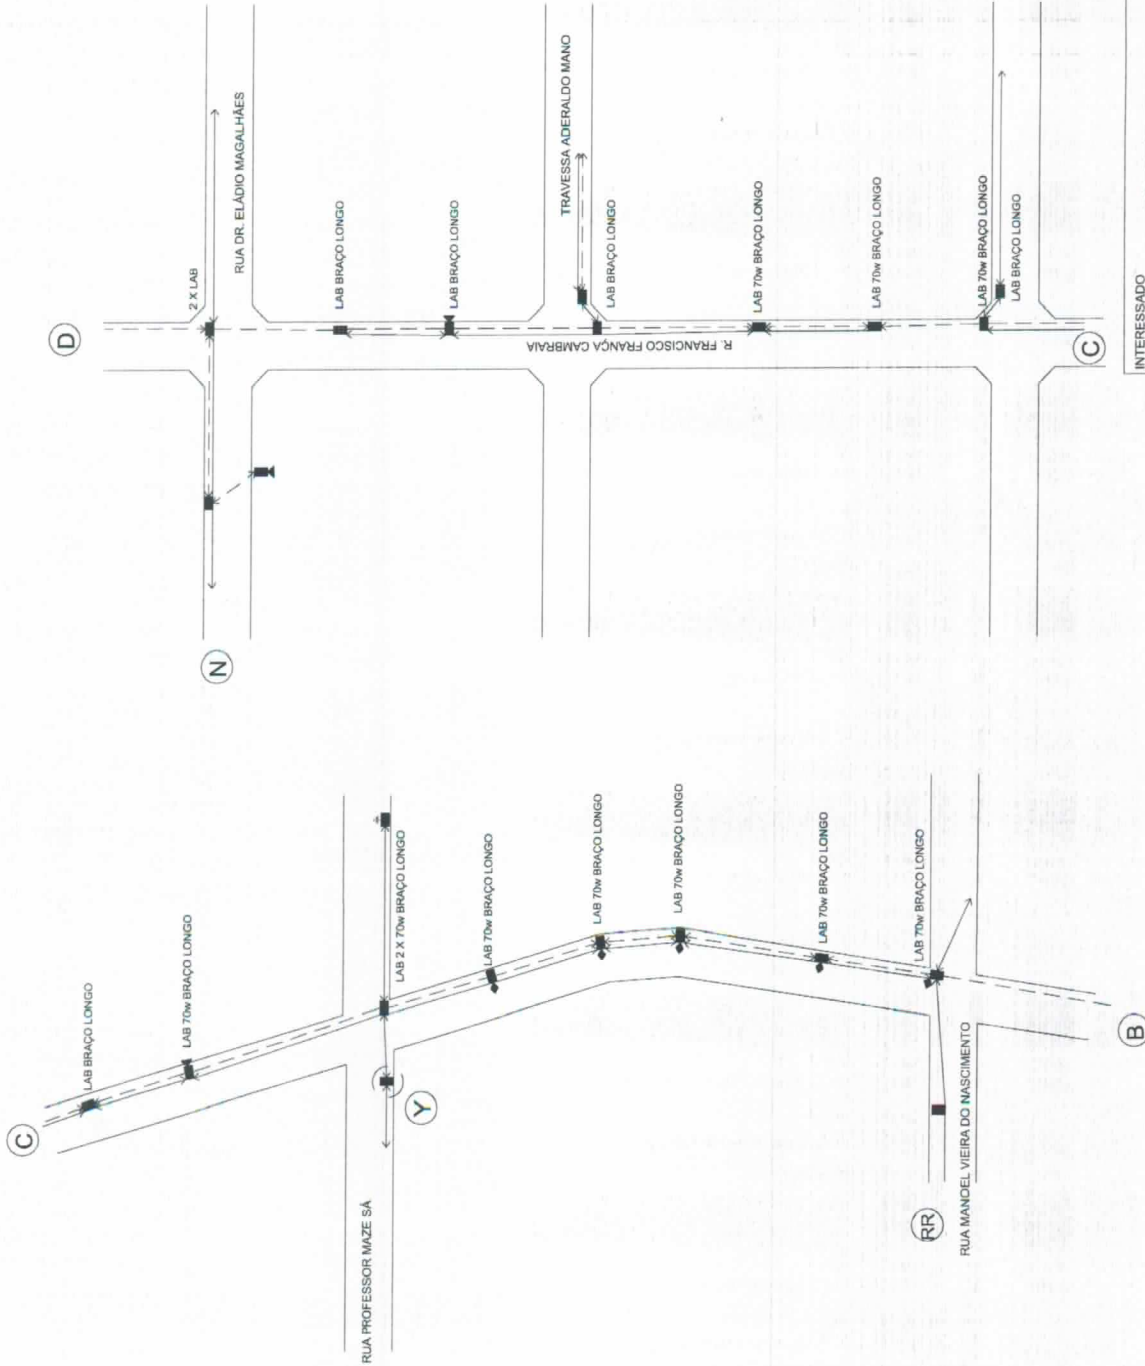 D
2 X LAB
RUA DR. ELÁDIO MAGALHÃES
LAB BRAÇO LONGO
LAB BRAÇO LONGO
N
TRAVESSA ADERALDO MANO
LAB BRAÇO LONGO
R. FRANCISCO FRANÇA CAMBRAIA
LAB 70w BRAÇO LONGO
LAB 70w BRAÇO LONGO
LAB 70w BRAÇO LONGO
LAB BRAÇO LONGO
C
INTERESSADO
C
LAB BRAÇO LONGO
LAB 70w BRAÇO LONGO
LAB 2 X 70w BRAÇO LONGO
Y
RUA PROFESSOR MAZE SÁ
LAB 70w BRAÇO LONGO
LAB 70w BRAÇO LONGO
LAB 70w BRAÇO LONGO
LAB 70w BRAÇO LONGO
LAB 70w BRAÇO LONGO
RR
RUA MANOEL VIEIRA DO NASCIMENTO
B